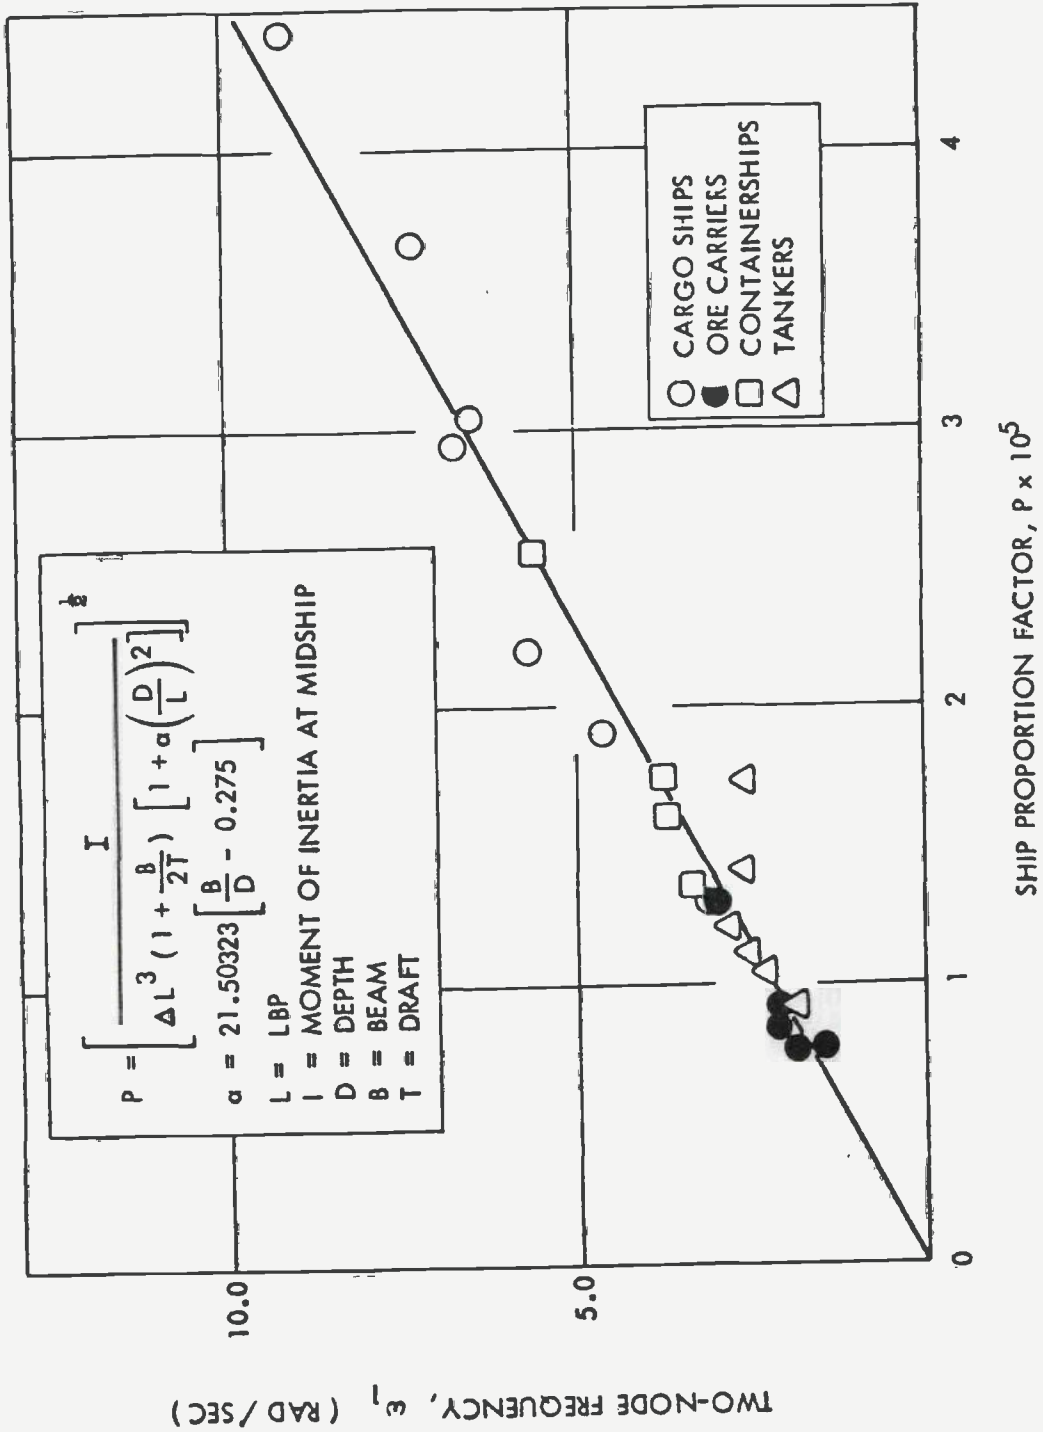 P = [ I / ΔL³ (1 + B/2T) [1 + α(D/L)²] ]^½
α = 21.50323 [B/D - 0.275]
L = LBP
I = MOMENT OF INERTIA AT MIDSHIP
D = DEPTH
B = BEAM
T = DRAFT
CARGO SHIPS
ORE CARRIERS
CONTAINERSHIPS
TANKERS
10.0
5.0
0
1
2
3
4
TWO-NODE FREQUENCY, ω₁ (RAD/SEC)
SHIP PROPORTION FACTOR, P x 10⁵